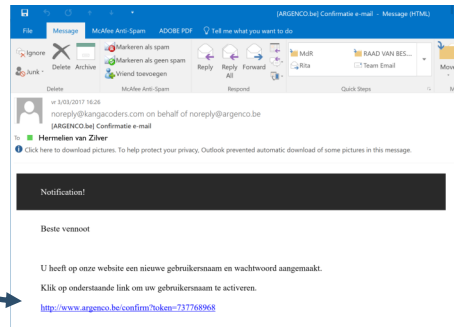 [ARGENCO.be] Confirmatie e-mail - Message (HTML)
File Message McAfee Anti-Spam ADOBE PDF Tell me what you want to do
Ignore
Junk
Delete Archive
Markeren als spam
Markeren als geen spam
Vriend toevoegen
Reply Reply All Forward
MdR
Rita
RAAD VAN BES...
Team Email
Move
Delete McAfee Anti-Spam Respond Quick Steps
vr 3/03/2017 16:26
noreply@kangacoders.com on behalf of noreply@argenco.be
[ARGENCO.be] Confirmatie e-mail
To Hermelien van Zilver
Click here to download pictures. To help protect your privacy, Outlook prevented automatic download of some pictures in this message.
Notification!
Beste vennoot
U heeft op onze website een nieuwe gebruikersnaam en wachtwoord aangemaakt.
Klik op onderstaande link om uw gebruikersnaam te activeren.
http://www.argenco.be/confirm?token=737768968